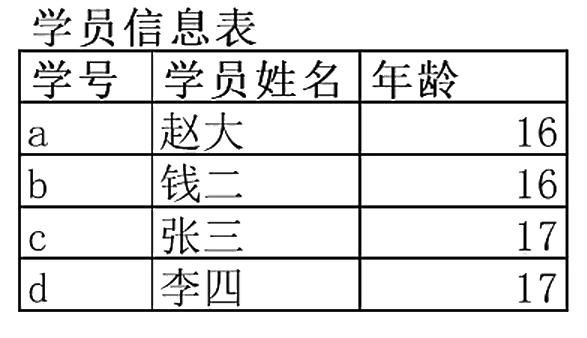 学员信息表
学号 学员姓名 年龄
a 赵大 16
b 钱二 16
c 张三 17
d 李四 17